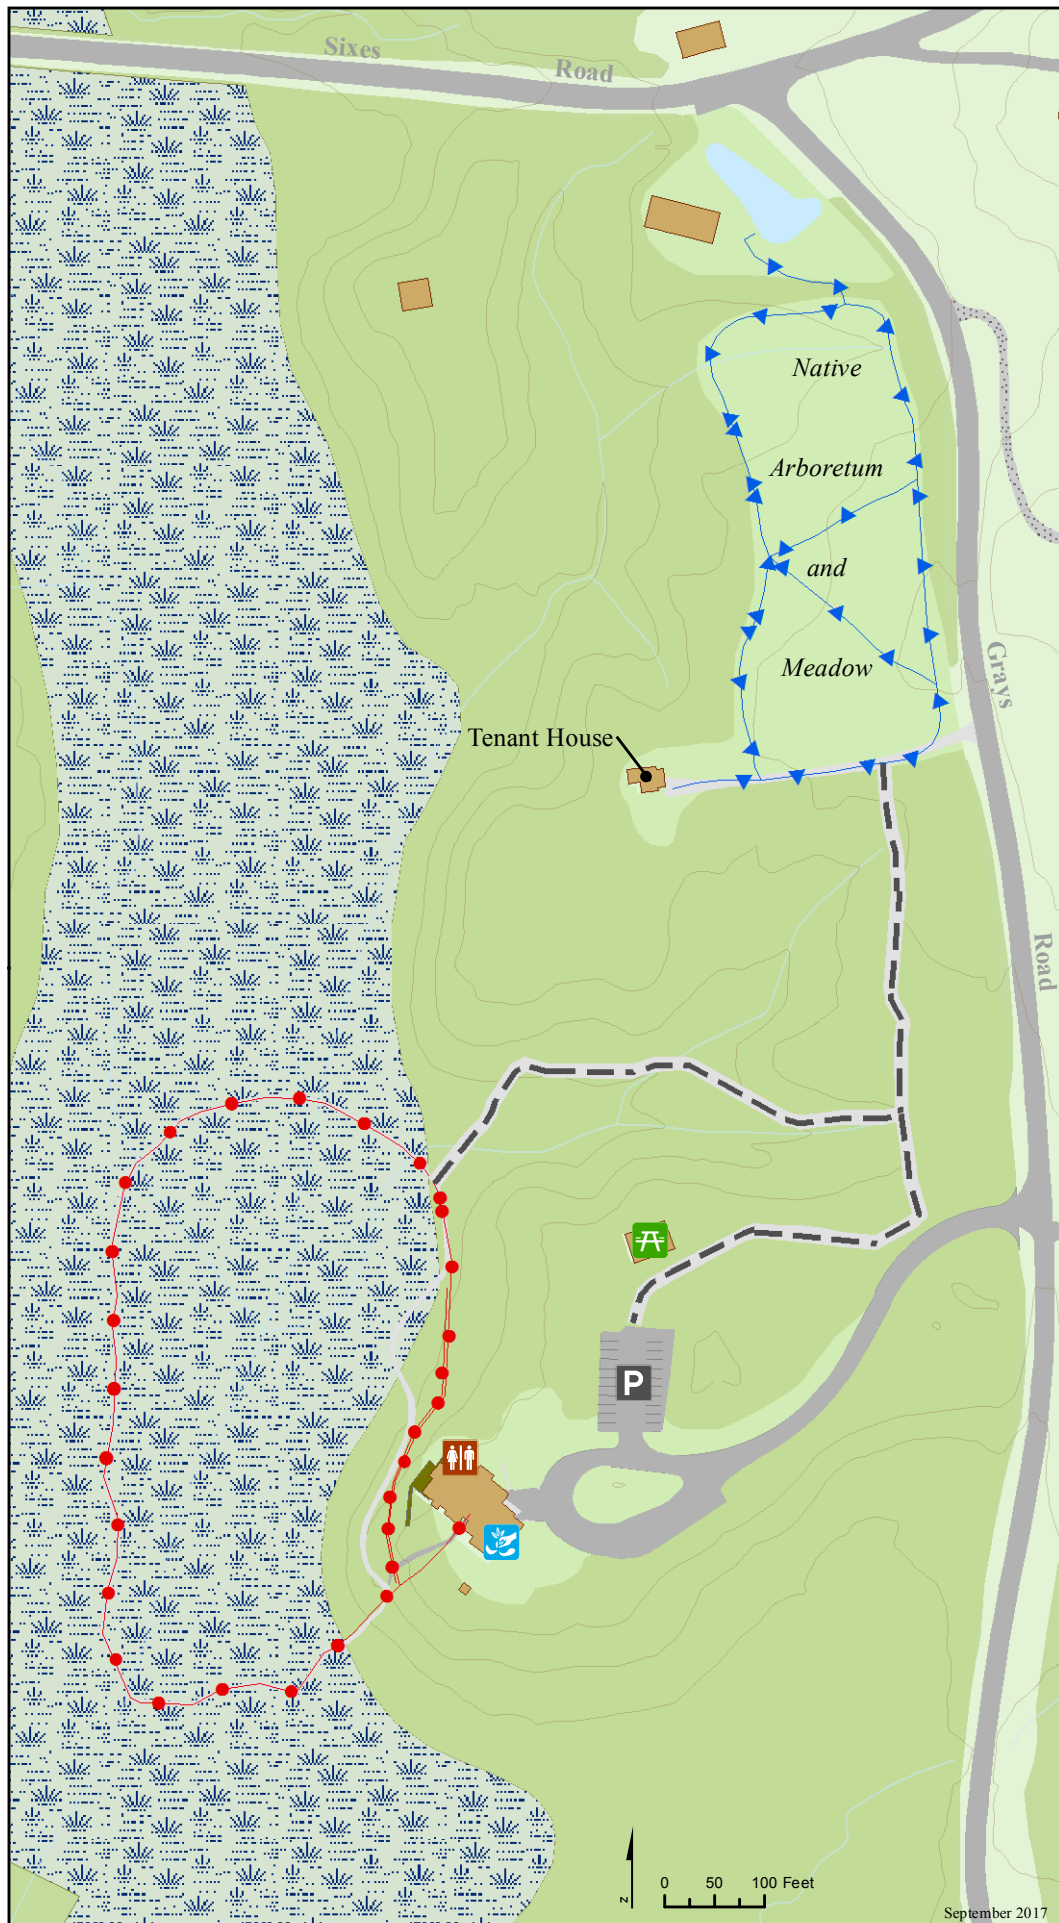 Sixes
Road
Native
Arboretum
and
Meadow
Grays
Tenant House
Road
P
z
0 50 100 Feet
September 2017